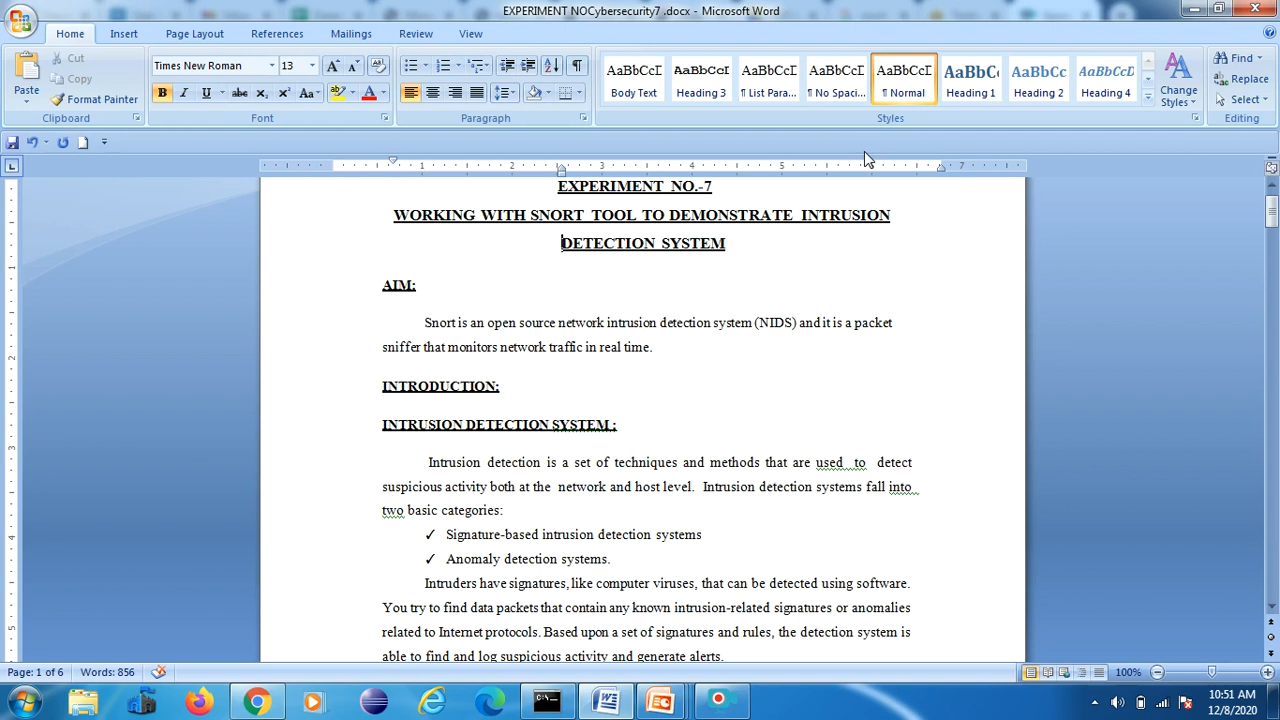 EXPERIMENT NOCybersecurity7 .docx - Microsoft Word
Home Insert Page Layout References Mailings Review View
Paste Cut Copy Format Painter Clipboard
Times New Roman 13 Font
Paragraph
AaBbCcI Body Text AaBbCcI Heading 3 AaBbCcI ¶ List Para... AaBbCcI ¶ No Spaci... AaBbCcI ¶ Normal AaBbC Heading 1 AaBbCc Heading 2 AaBbCcD Heading 4 Change Styles Styles
Find Replace Select Editing
1 2 3 4 5 6 7
EXPERIMENT NO.-7
WORKING WITH SNORT TOOL TO DEMONSTRATE INTRUSION
DETECTION SYSTEM
AIM:
Snort is an open source network intrusion detection system (NIDS) and it is a packet
sniffer that monitors network traffic in real time.
INTRODUCTION:
INTRUSION DETECTION SYSTEM :
Intrusion detection is a set of techniques and methods that are used to detect
suspicious activity both at the network and host level. Intrusion detection systems fall into
two basic categories:
✓ Signature-based intrusion detection systems
✓ Anomaly detection systems.
Intruders have signatures, like computer viruses, that can be detected using software.
You try to find data packets that contain any known intrusion-related signatures or anomalies
related to Internet protocols. Based upon a set of signatures and rules, the detection system is
able to find and log suspicious activity and generate alerts.
Page: 1 of 6 Words: 856 100%
10:51 AM
12/8/2020